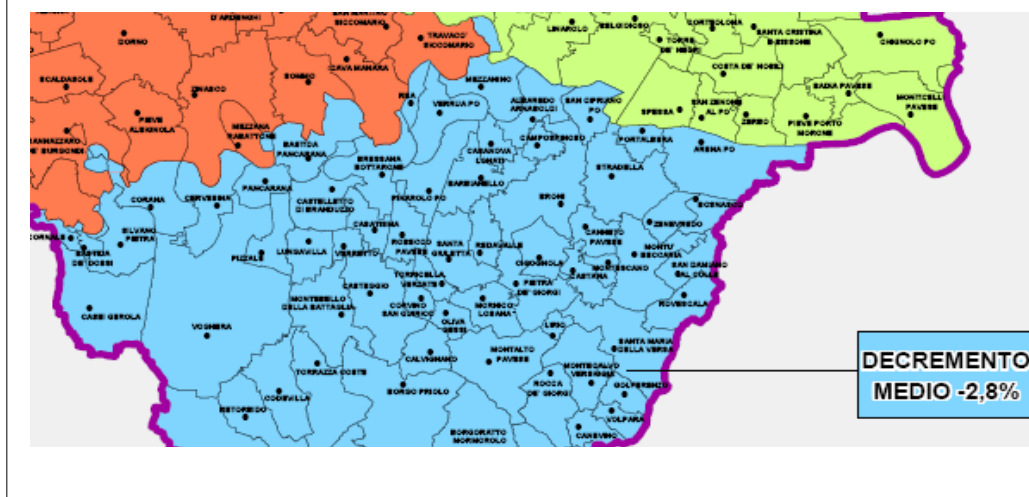 D'ARDENGHI
SICCOMARIO
DORNO
TRAVACO'
SICCOMARIO
LINAROLO
BELGIOIOSO
TORRE
DE' NEGRI
CORTEOLONA
SANTA CRISTINA
E BISSONE
CHIGNOLO PO
SCALDASOLE
ZINASCO
SOMMO
CAVA MANARA
COSTA DE' NOBILI
BADIA PAVESE
MONTICELLI
PAVESE
PIEVE
ALBIGNOLA
MEZZANA
RABATTONE
REA
MEZZANINO
VERRUA PO
ALBAREDO
ARNABOLDI
SAN CIPRIANO
PO
SPESSA
SAN ZENONE
AL PO
ZERBO
PIEVE PORTO
MORONE
SANNAZZARO
DE' BURGONDI
BASTIDA
PANCARANA
BRESSANA
BOTTARONE
CASANOVA
LONATI
CAMPOSPINOSO
PORTALBERA
ARENA PO
STRADELLA
CORANA
CERVESINA
PANCARANA
CASTELLETTO
DI BRANDUZZO
PINAROLO PO
BARBIANELLO
BRONI
BOSNASCO
ZENEVREDO
CORNALE
SILVANO
PIETRA
BASTIDA
DE' DOSSI
PIZZALE
LUNGAVILLA
CASATISMA
VERRETTO
ROBECCO
PAVESE
SANTA
GIULETTA
REDAVALLE
CIGOGNOLA
CANNETO
PAVESE
CASTANA
MONTESCANO
MONTU'
BECCARIA
SAN DAMIANO
AL COLLE
ROVESCALA
CASEI GEROLA
VOGHERA
MONTEBELLO
DELLA BATTAGLIA
CASTEGGIO
TORRICELLA
VERZATE
CORVINO
SAN QUIRICO
OLIVA
GESSI
MORNICO
LOSANA
PIETRA
DE' GIORGI
LIRIO
SANTA MARIA
DELLA VERSA
CALVIGNANO
MONTALTO
PAVESE
TORRAZZA COSTE
CODEVILLA
RETORBIDO
BORGO PRIOLO
BORGORATTO
MORMOROLO
ROCCA
DE' GIORGI
MONTECALVO
VERSIGGIA
GOLFERENZO
VOLPARA
CANEVINO
DECREMENTO
MEDIO -2,8%